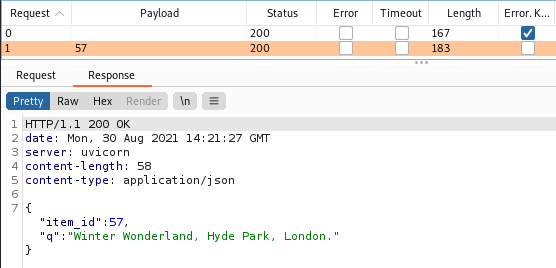 Request Payload Status Error Timeout Length Error. K...
0 200 167
1 57 200 183
Request Response
Pretty Raw Hex Render \n
1 HTTP/1.1 200 OK
2 date: Mon, 30 Aug 2021 14:21:27 GMT
3 server: uvicorn
4 content-length: 58
5 content-type: application/json
6
7 {
"item_id":57,
"q":"Winter Wonderland, Hyde Park, London."
}